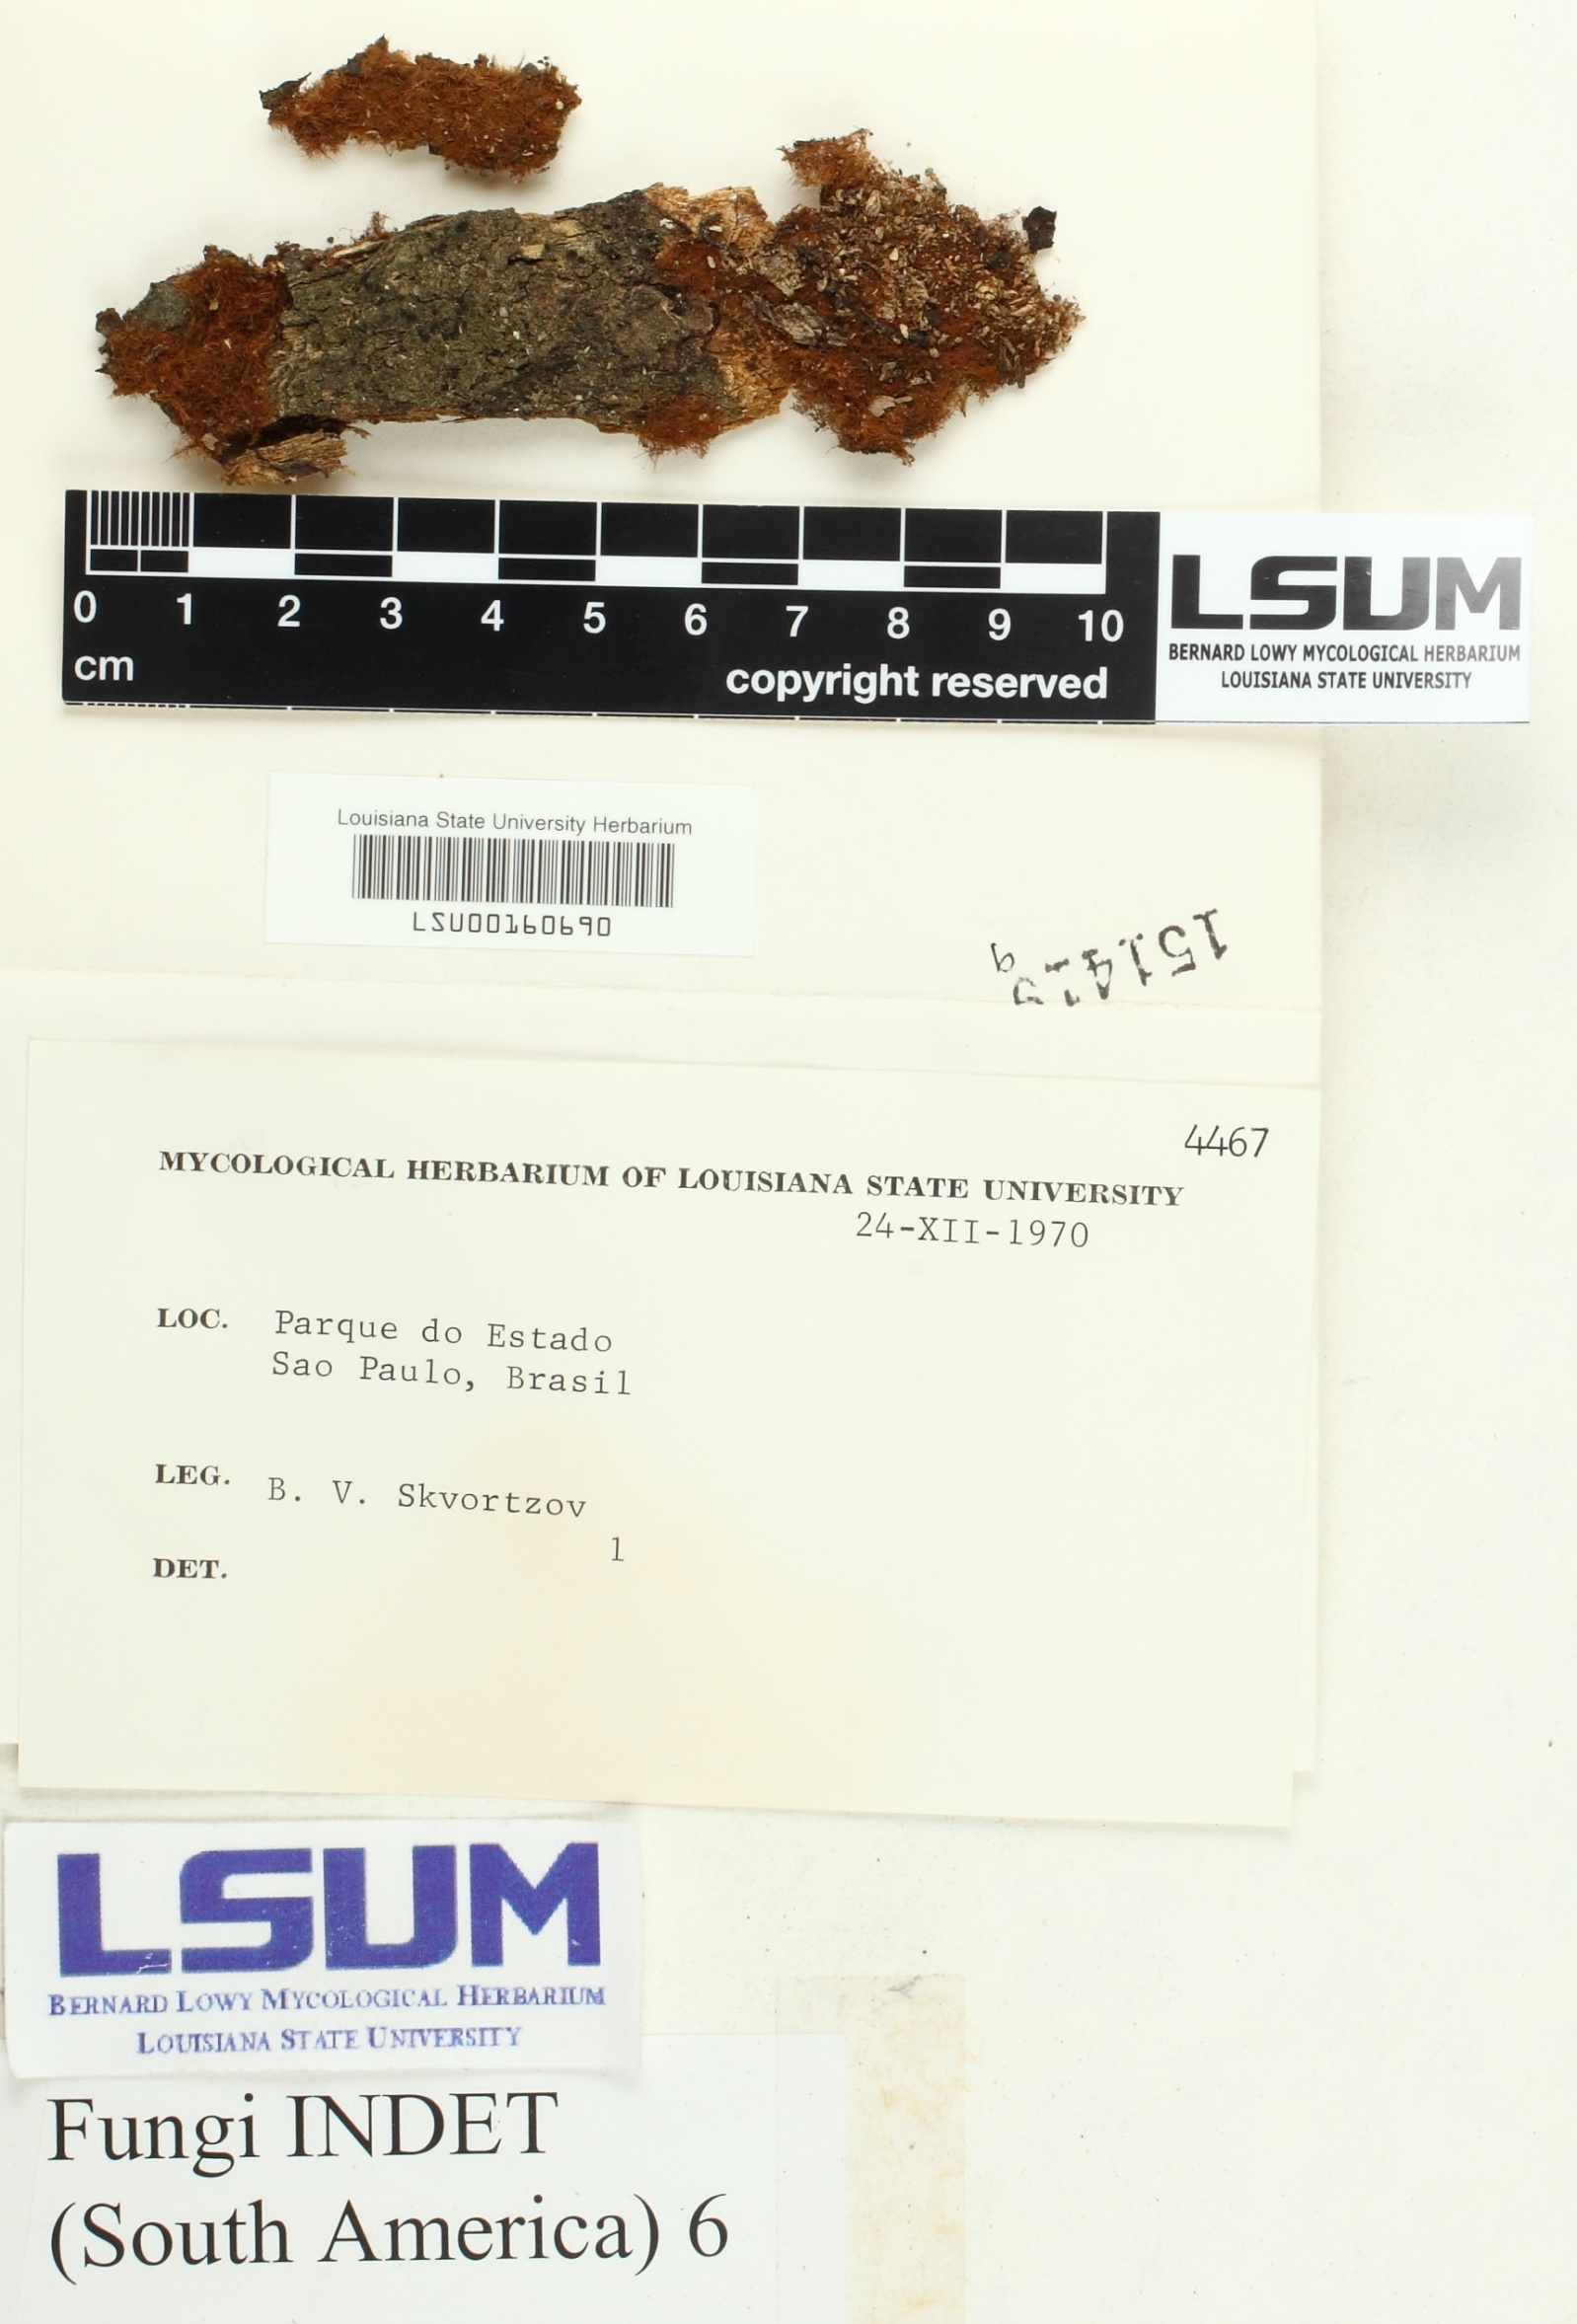 0 1 2 3 4 5 6 7 8 9 10
cm
copyright reserved
LSUM
BERNARD LOWY MYCOLOGICAL HERBARIUM
LOUISIANA STATE UNIVERSITY
Louisiana State University Herbarium
LSU00160690
4467
MYCOLOGICAL HERBARIUM OF LOUISIANA STATE UNIVERSITY
24-XII-1970
LOC. Parque do Estado
Sao Paulo, Brasil
LEG. B. V. Skvortzov
1
DET.
LSUM
BERNARD LOWY MYCOLOGICAL HERBARIUM
LOUISIANA STATE UNIVERSITY
Fungi INDET
(South America) 6